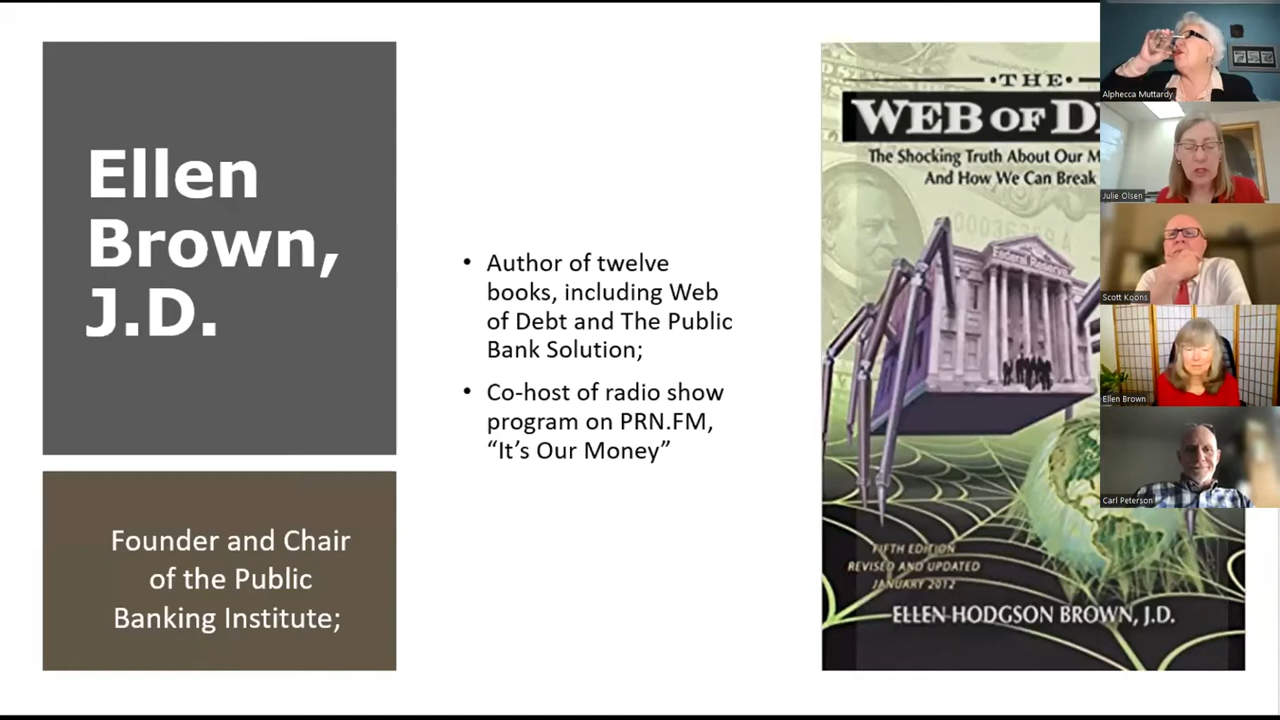 Ellen
Brown,
J.D.
Founder and Chair
of the Public
Banking Institute;
• Author of twelve
books, including Web
of Debt and The Public
Bank Solution;
• Co-host of radio show
program on PRN.FM,
“It’s Our Money”
•THE•
WEB OF D
The Shocking Truth About Our M
And How We Can Break
Federal Reserve
FIFTH EDITION
REVISED AND UPDATED
JANUARY 2012
ELLEN HODGSON BROWN, J.D.
Alphecca Muttardy
Julie Olsen
Scott Koons
Ellen Brown
Carl Peterson